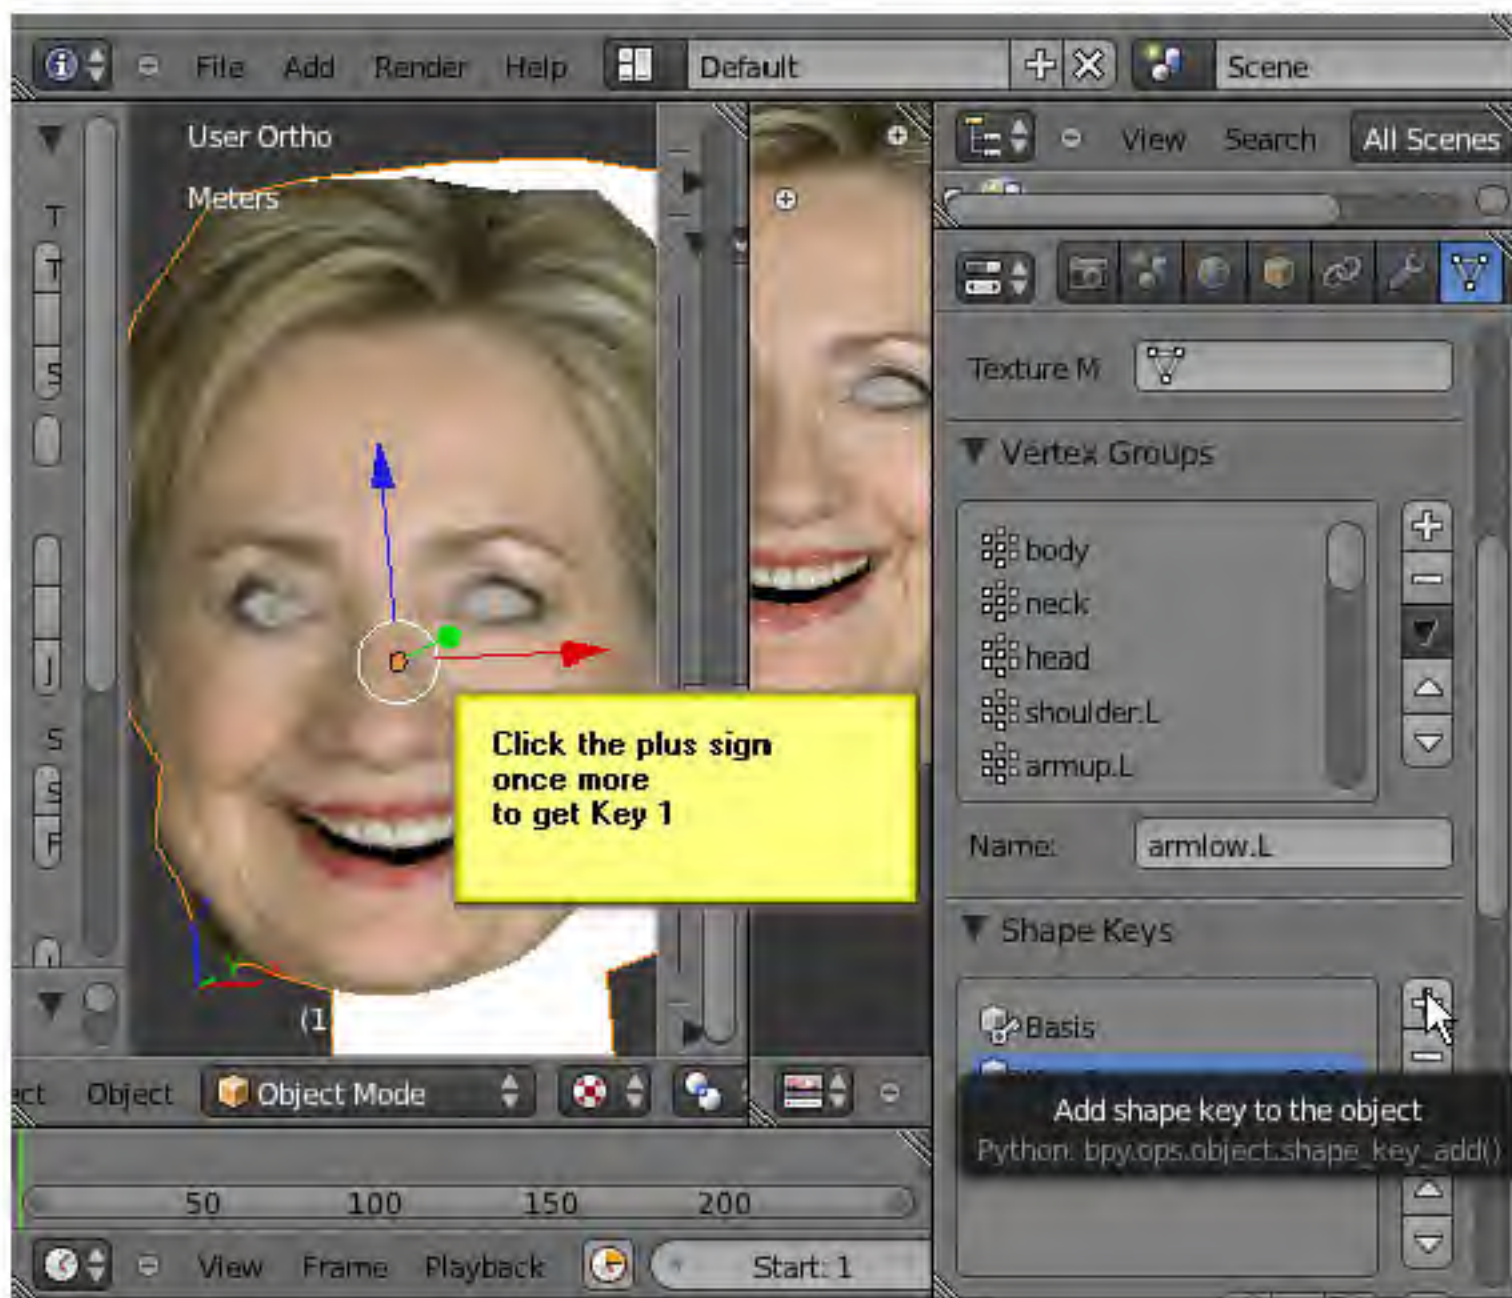 File Add Render Help Default Scene
User Ortho
Meters
View Search All Scenes
T
T
S
J
S
S
F
Texture M
Vertex Groups
body
neck
head
shoulder.L
armup.L
Name: armlow.L
Click the plus sign
once more
to get Key 1
Shape Keys
Basis
(1
Add shape key to the object
Python: bpy.ops.object.shape_key_add()
ect Object Object Mode
50 100 150 200
View Frame Playback Start: 1